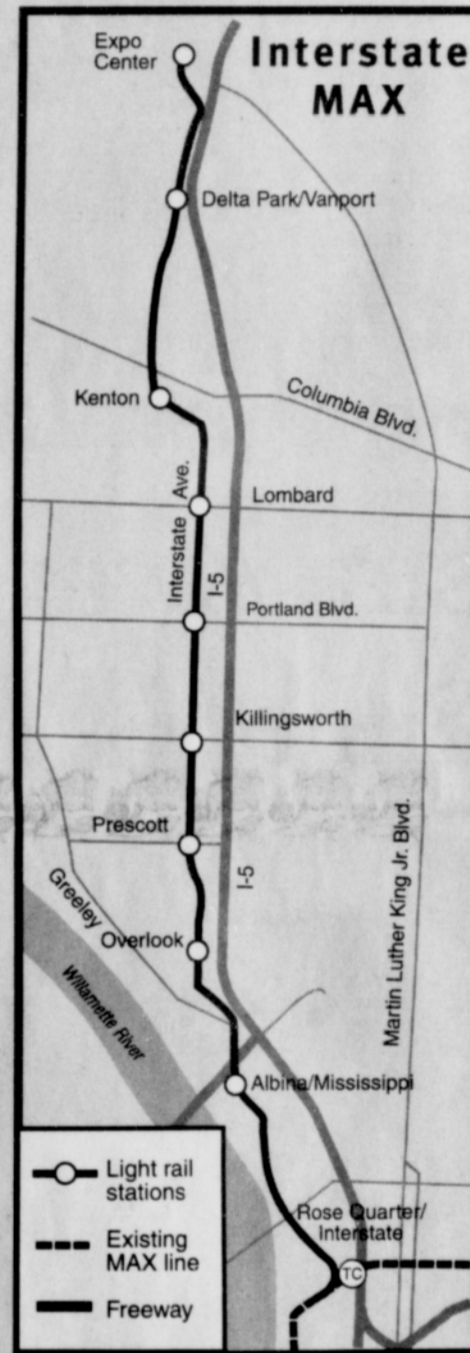 Interstate
MAX
Expo
Center
Delta Park/Vanport
Kenton
Columbia Blvd.
Interstate Ave.
Lombard
I-5
Portland Blvd.
Killingsworth
Prescott
I-5
Greeley
Overlook
Martin Luther King Jr. Blvd.
Willamette River
Albina/Mississippi
Rose Quarter/
Interstate
TC
Light rail
stations
Existing
MAX line
Freeway